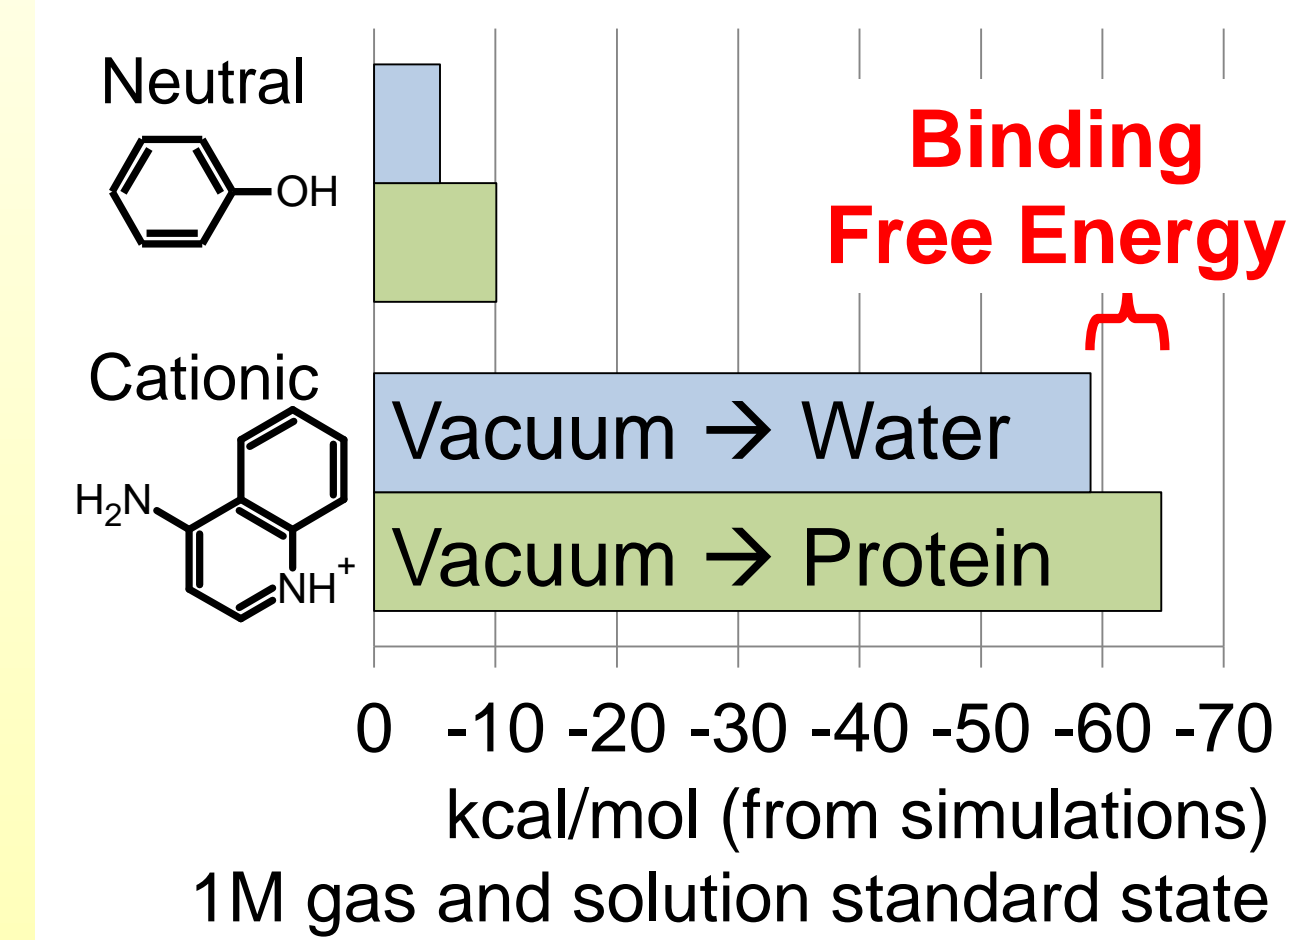 Neutral
OH
Binding
Free Energy
Cationic
H₂N
NH⁺
Vacuum → Water
Vacuum → Protein
0 -10 -20 -30 -40 -50 -60 -70
kcal/mol (from simulations)
1M gas and solution standard state